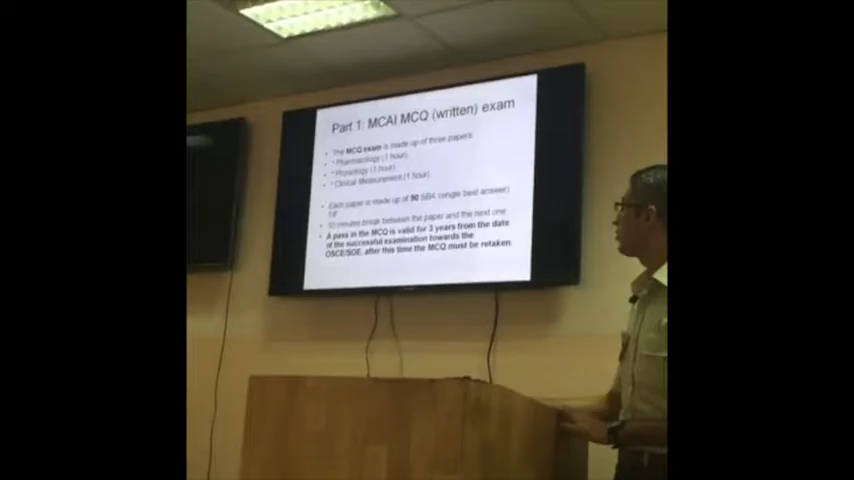 Part 1: MCAI MCQ (written) exam
• The MCQ exam is made up of three papers
• * Pharmacology (1 hour).
• * Physiology (1 hour).
• * Clinical Measurement (1 hour).
• Each paper is made up of 90 SBA (single best answer)
T/F
• 10 minutes break between the paper and the next one
• A pass in the MCQ is valid for 3 years from the date
of the successful examination towards the
OSCE/SOE, after this time the MCQ must be retaken.